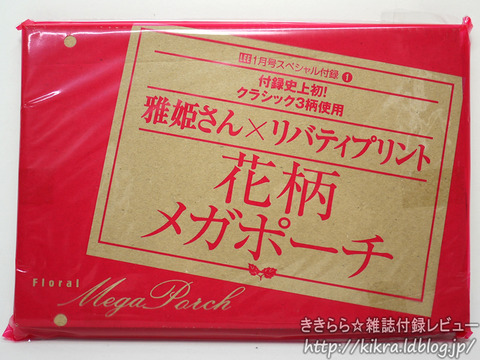 1月号スペシャル付録 1
付録史上初!
クラシック3柄使用
雅姫さん×リバティプリント
花柄
メガポーチ
Floral
Mega Porch
ききらら☆雑誌付録レビュー
http://kikra.ldblog.jp/